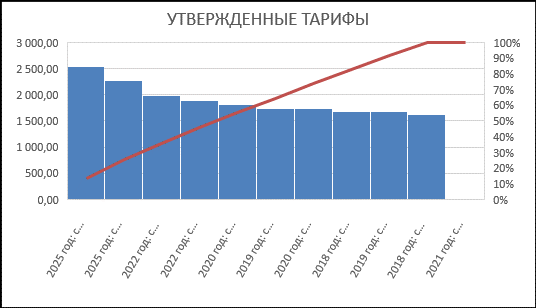 УТВЕРЖДЕННЫЕ ТАРИФЫ
3 000,00
2 500,00
2 000,00
1 500,00
1 000,00
500,00
0,00
100%
90%
80%
70%
60%
50%
40%
30%
20%
10%
0%
2025 год: с...
2025 год: с...
2022 год: с...
2022 год: с...
2020 год: с...
2019 год: с...
2020 год: с...
2018 год: с...
2019 год: с...
2018 год: с...
2021 год: с...